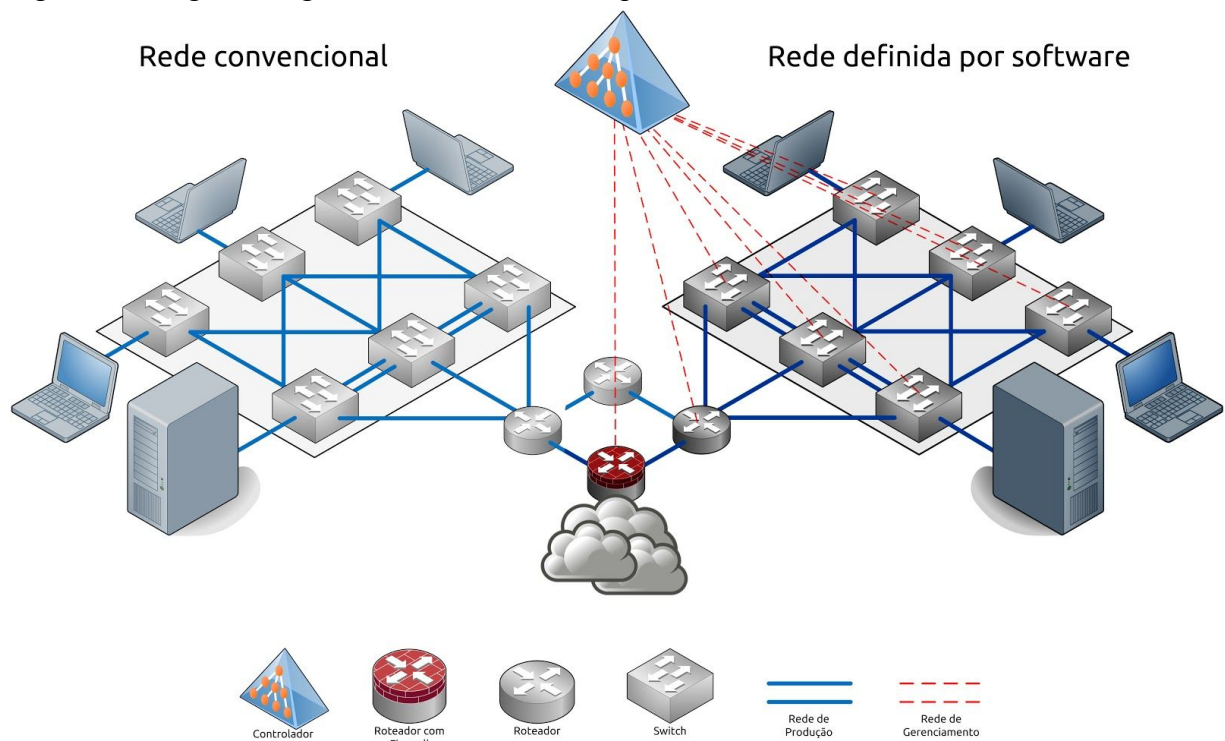 Rede convencional
Rede definida por software
Controlador
Roteador com
Roteador
Switch
Rede de
Produção
Rede de
Gerenciamento